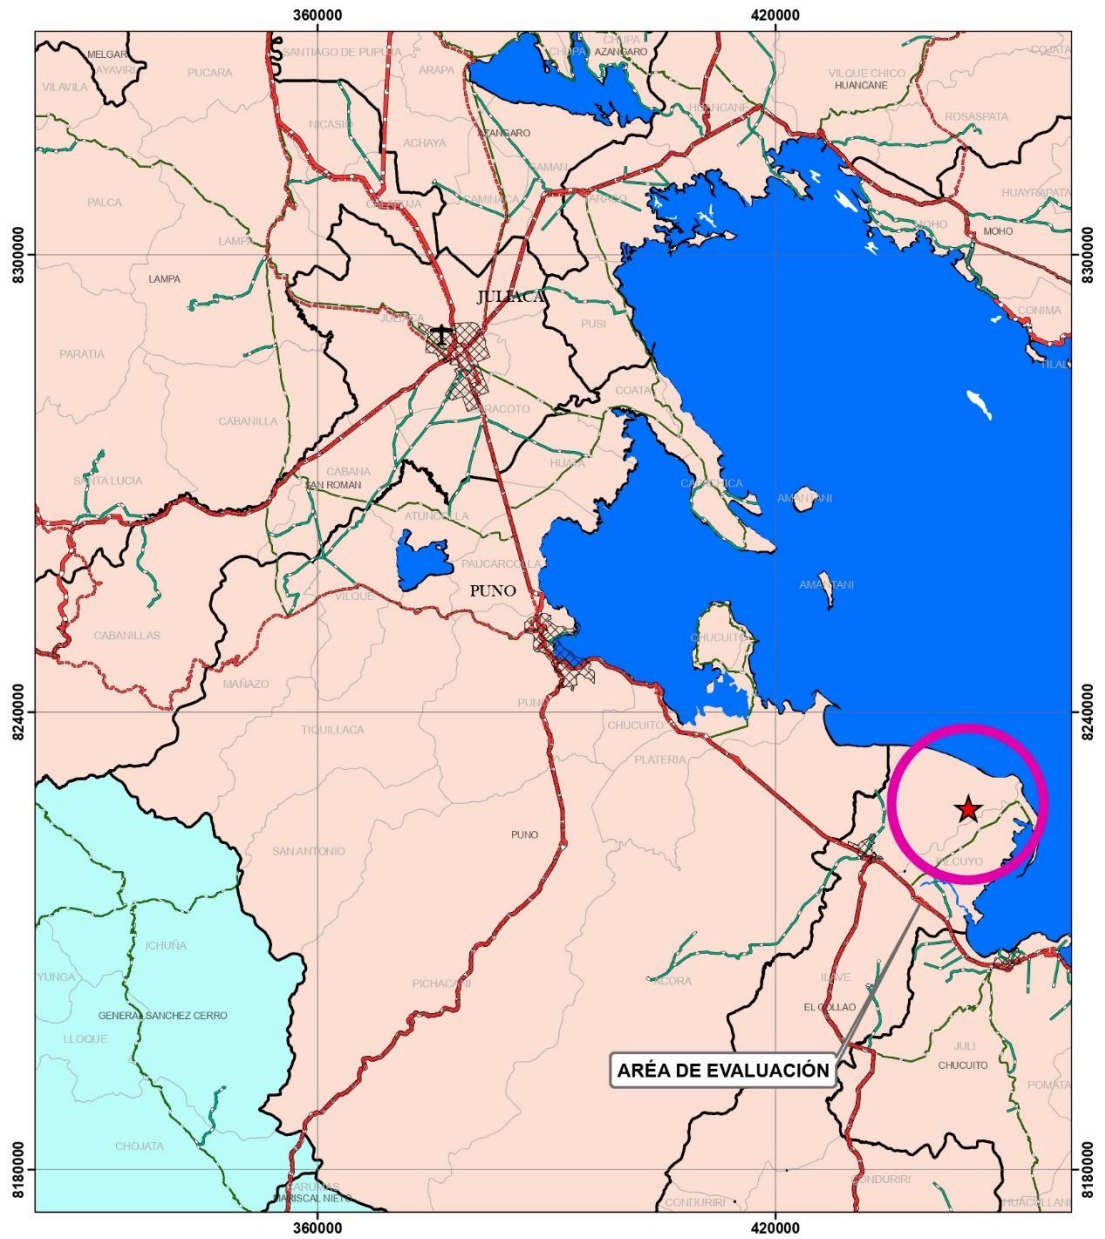 360000
420000
MELGAR
AYAVIRI
VILAVILA
PUCARA
SANTIAGO DE PUPUJA
ARAPA
CHUPA
CHUPA
AZANGARO
VILQUE CHICO
HUANCANE
COJATA
NICASIO
ACHAYA
AZANGARO
HUANCANE
ROSASPATA
SAMAN
PALCA
CALAPUJA
CAMINACA
TARACO
HUAYRAPATA
LAMPA
MOHO
MOHO
8300000
8300000
LAMPA
JULIACA
JULIACA
PUSI
CONIMA
PARATIA
TILALI
COATA
CABANILLA
CARACOTO
HUATA
CABANA
SAN ROMAN
SANTA LUCIA
CAPACHICA
AMANTANI
ATUNCOLLA
PAUCARCOLLA
AMANTANI
PUNO
VILQUE
CABANILLAS
CHUCUITO
MAÑAZO
PUNO
8240000
8240000
TIQUILLACA
CHUCUITO
PLATERIA
PUNO
SAN ANTONIO
PILCUYO
ICHUÑA
YUNGA
PICHACANI
ACORA
ILAVE
GENERAL SANCHEZ CERRO
EL COLLAO
LLOQUE
JULI
CHUCUITO
ARÉA DE EVALUACIÓN
POMATA
CHOJATA
8180000
8180000
CARUMAS
MARISCAL NIETO
CONDURIRI
CONDURIRI
HUACULLANI
360000
420000